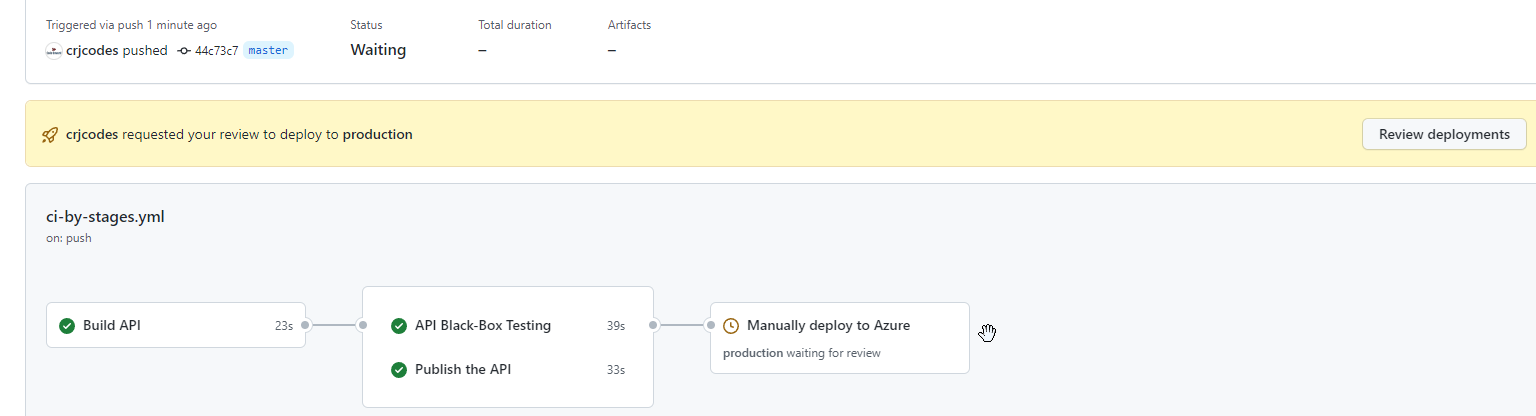 Triggered via push 1 minute ago
Status
Total duration
Artifacts
crjcodes pushed 44c73c7 master
Waiting
–
–
crjcodes requested your review to deploy to production
Review deployments
ci-by-stages.yml
on: push
Build API 23s
API Black-Box Testing 39s
Publish the API 33s
Manually deploy to Azure
production waiting for review